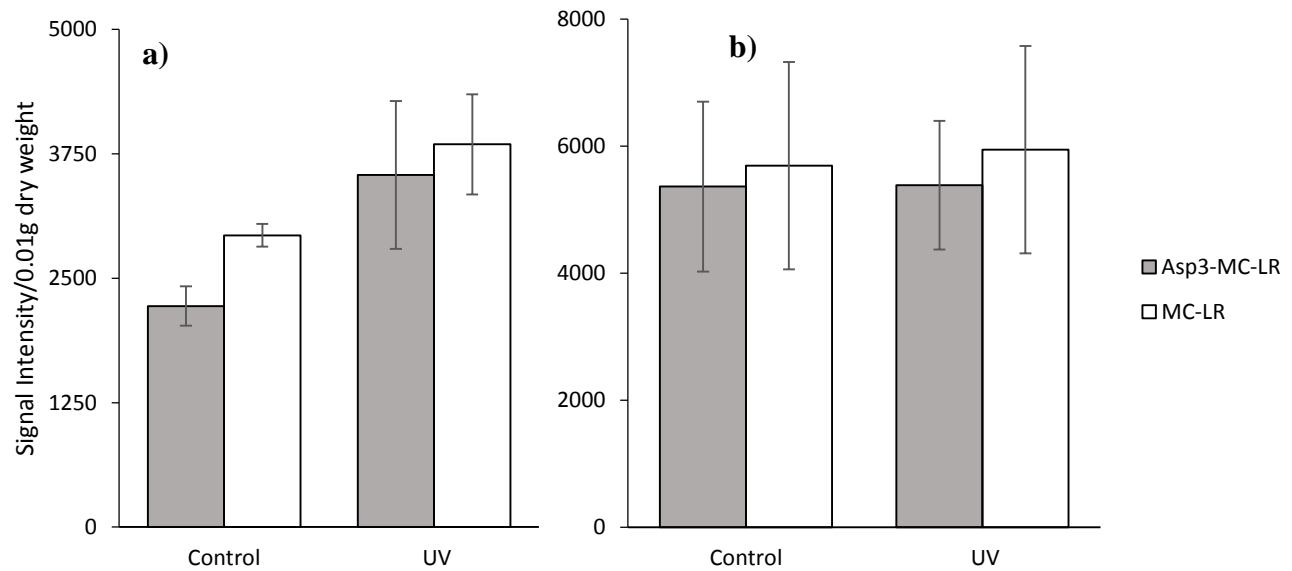 Signal Intensity/0.01g dry weight
a)
5000
3750
2500
1250
0
Control
UV
b)
8000
6000
4000
2000
0
Control
UV
Asp3-MC-LR
MC-LR